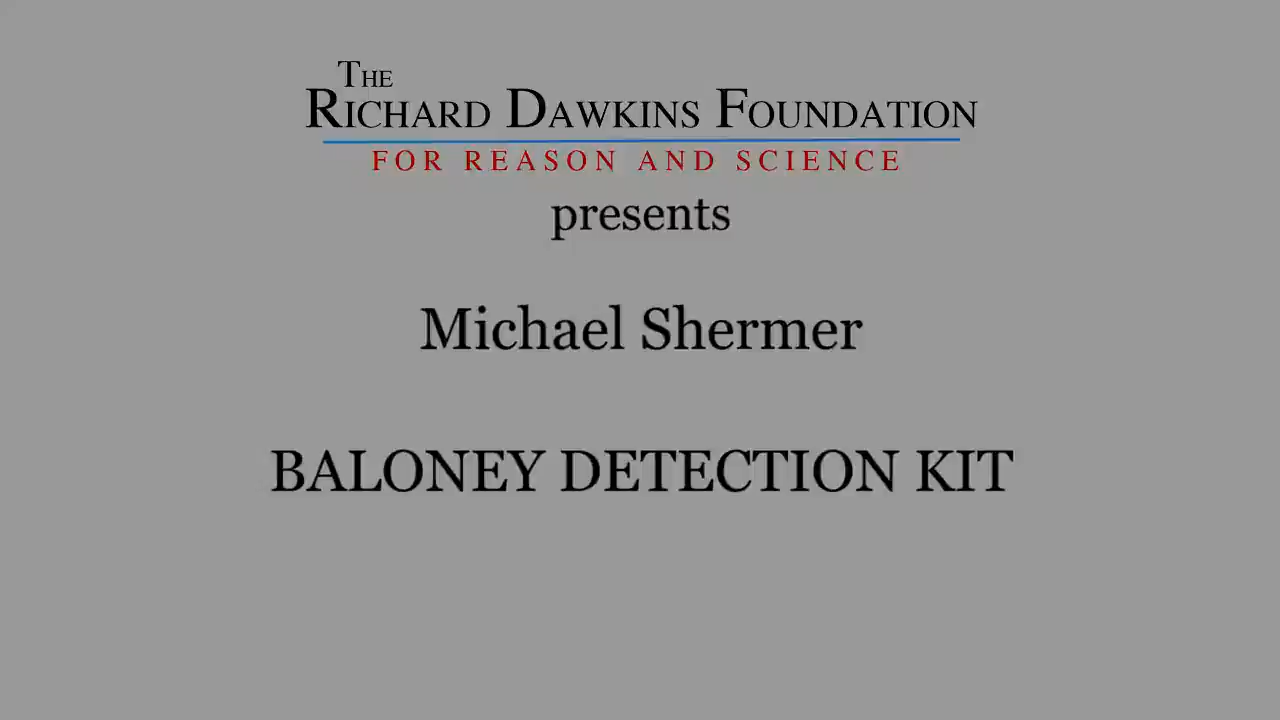 THE
RICHARD DAWKINS FOUNDATION
FOR REASON AND SCIENCE
presents
Michael Shermer
BALONEY DETECTION KIT